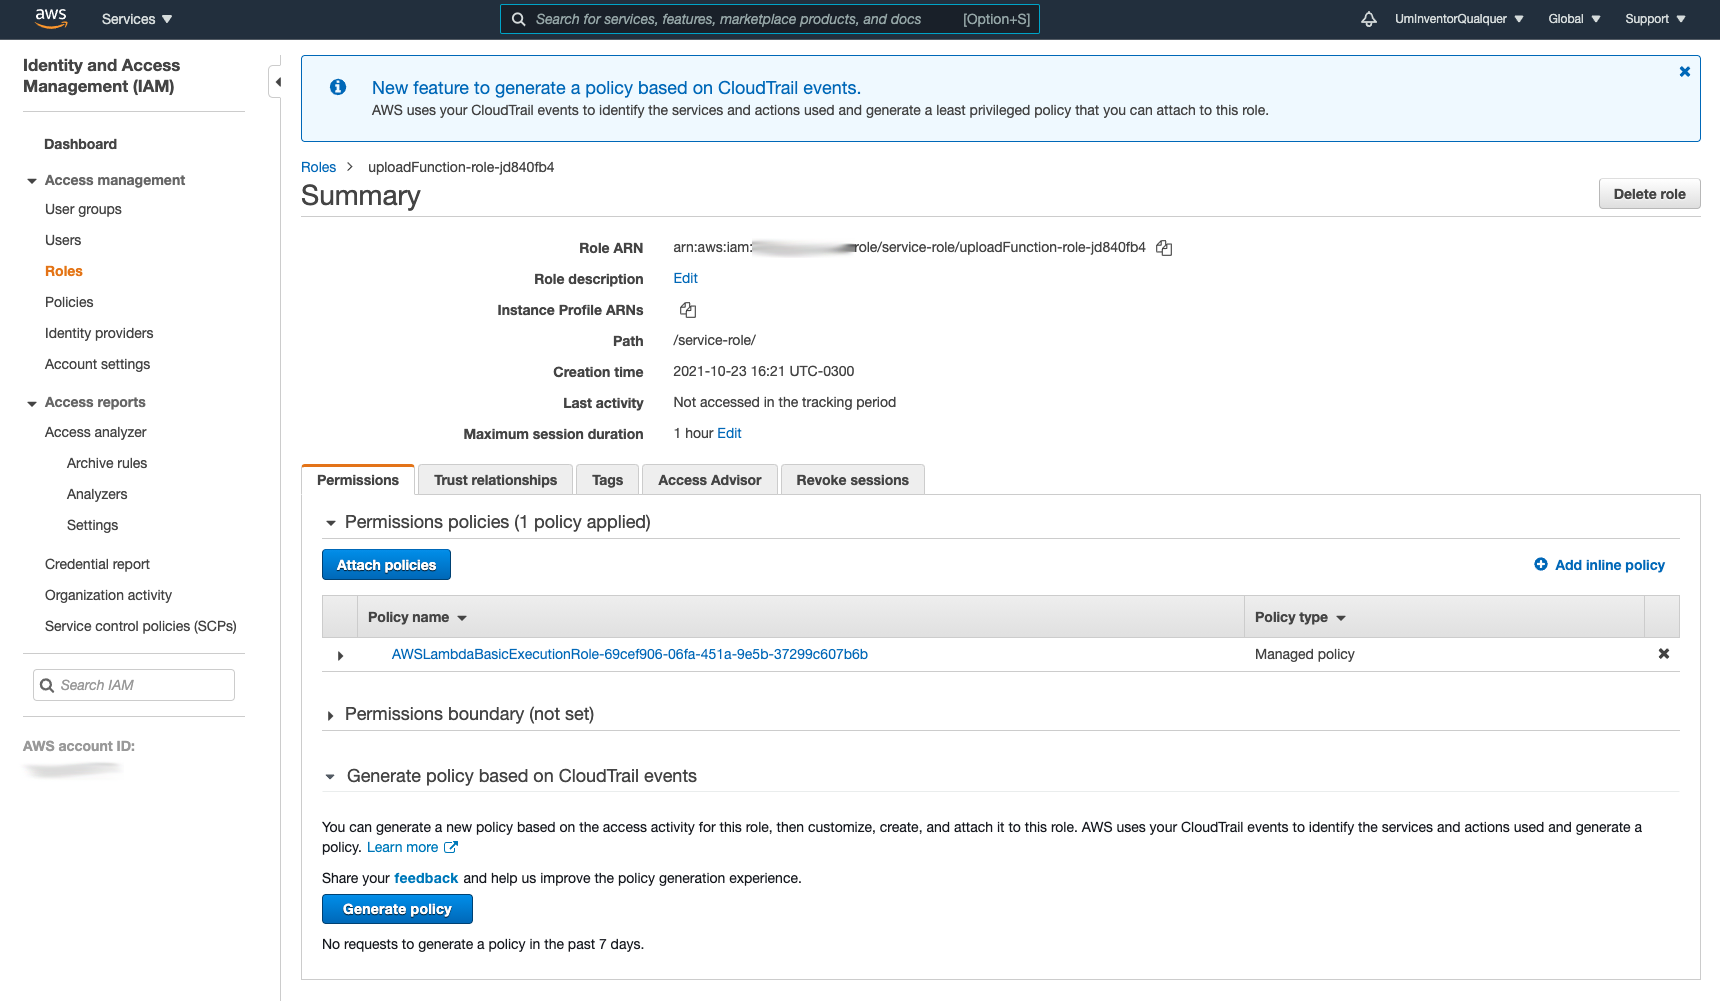 aws Services Search for services, features, marketplace products, and docs [Option+S] UmInventorQualquer Global Support
Identity and Access
Management (IAM)
Dashboard
Access management
User groups
Users
Roles
Policies
Identity providers
Account settings
Access reports
Access analyzer
Archive rules
Analyzers
Settings
Credential report
Organization activity
Service control policies (SCPs)
Search IAM
AWS account ID:
New feature to generate a policy based on CloudTrail events.
AWS uses your CloudTrail events to identify the services and actions used and generate a least privileged policy that you can attach to this role.
Roles > uploadFunction-role-jd840fb4
Summary
Delete role
Role ARN arn:aws:iam: role/service-role/uploadFunction-role-jd840fb4
Role description Edit
Instance Profile ARNs
Path /service-role/
Creation time 2021-10-23 16:21 UTC-0300
Last activity Not accessed in the tracking period
Maximum session duration 1 hour Edit
Permissions Trust relationships Tags Access Advisor Revoke sessions
Permissions policies (1 policy applied)
Attach policies Add inline policy
Policy name Policy type
AWSLambdaBasicExecutionRole-69cef906-06fa-451a-9e5b-37299c607b6b Managed policy
Permissions boundary (not set)
Generate policy based on CloudTrail events
You can generate a new policy based on the access activity for this role, then customize, create, and attach it to this role. AWS uses your CloudTrail events to identify the services and actions used and generate a
policy. Learn more
Share your feedback and help us improve the policy generation experience.
Generate policy
No requests to generate a policy in the past 7 days.